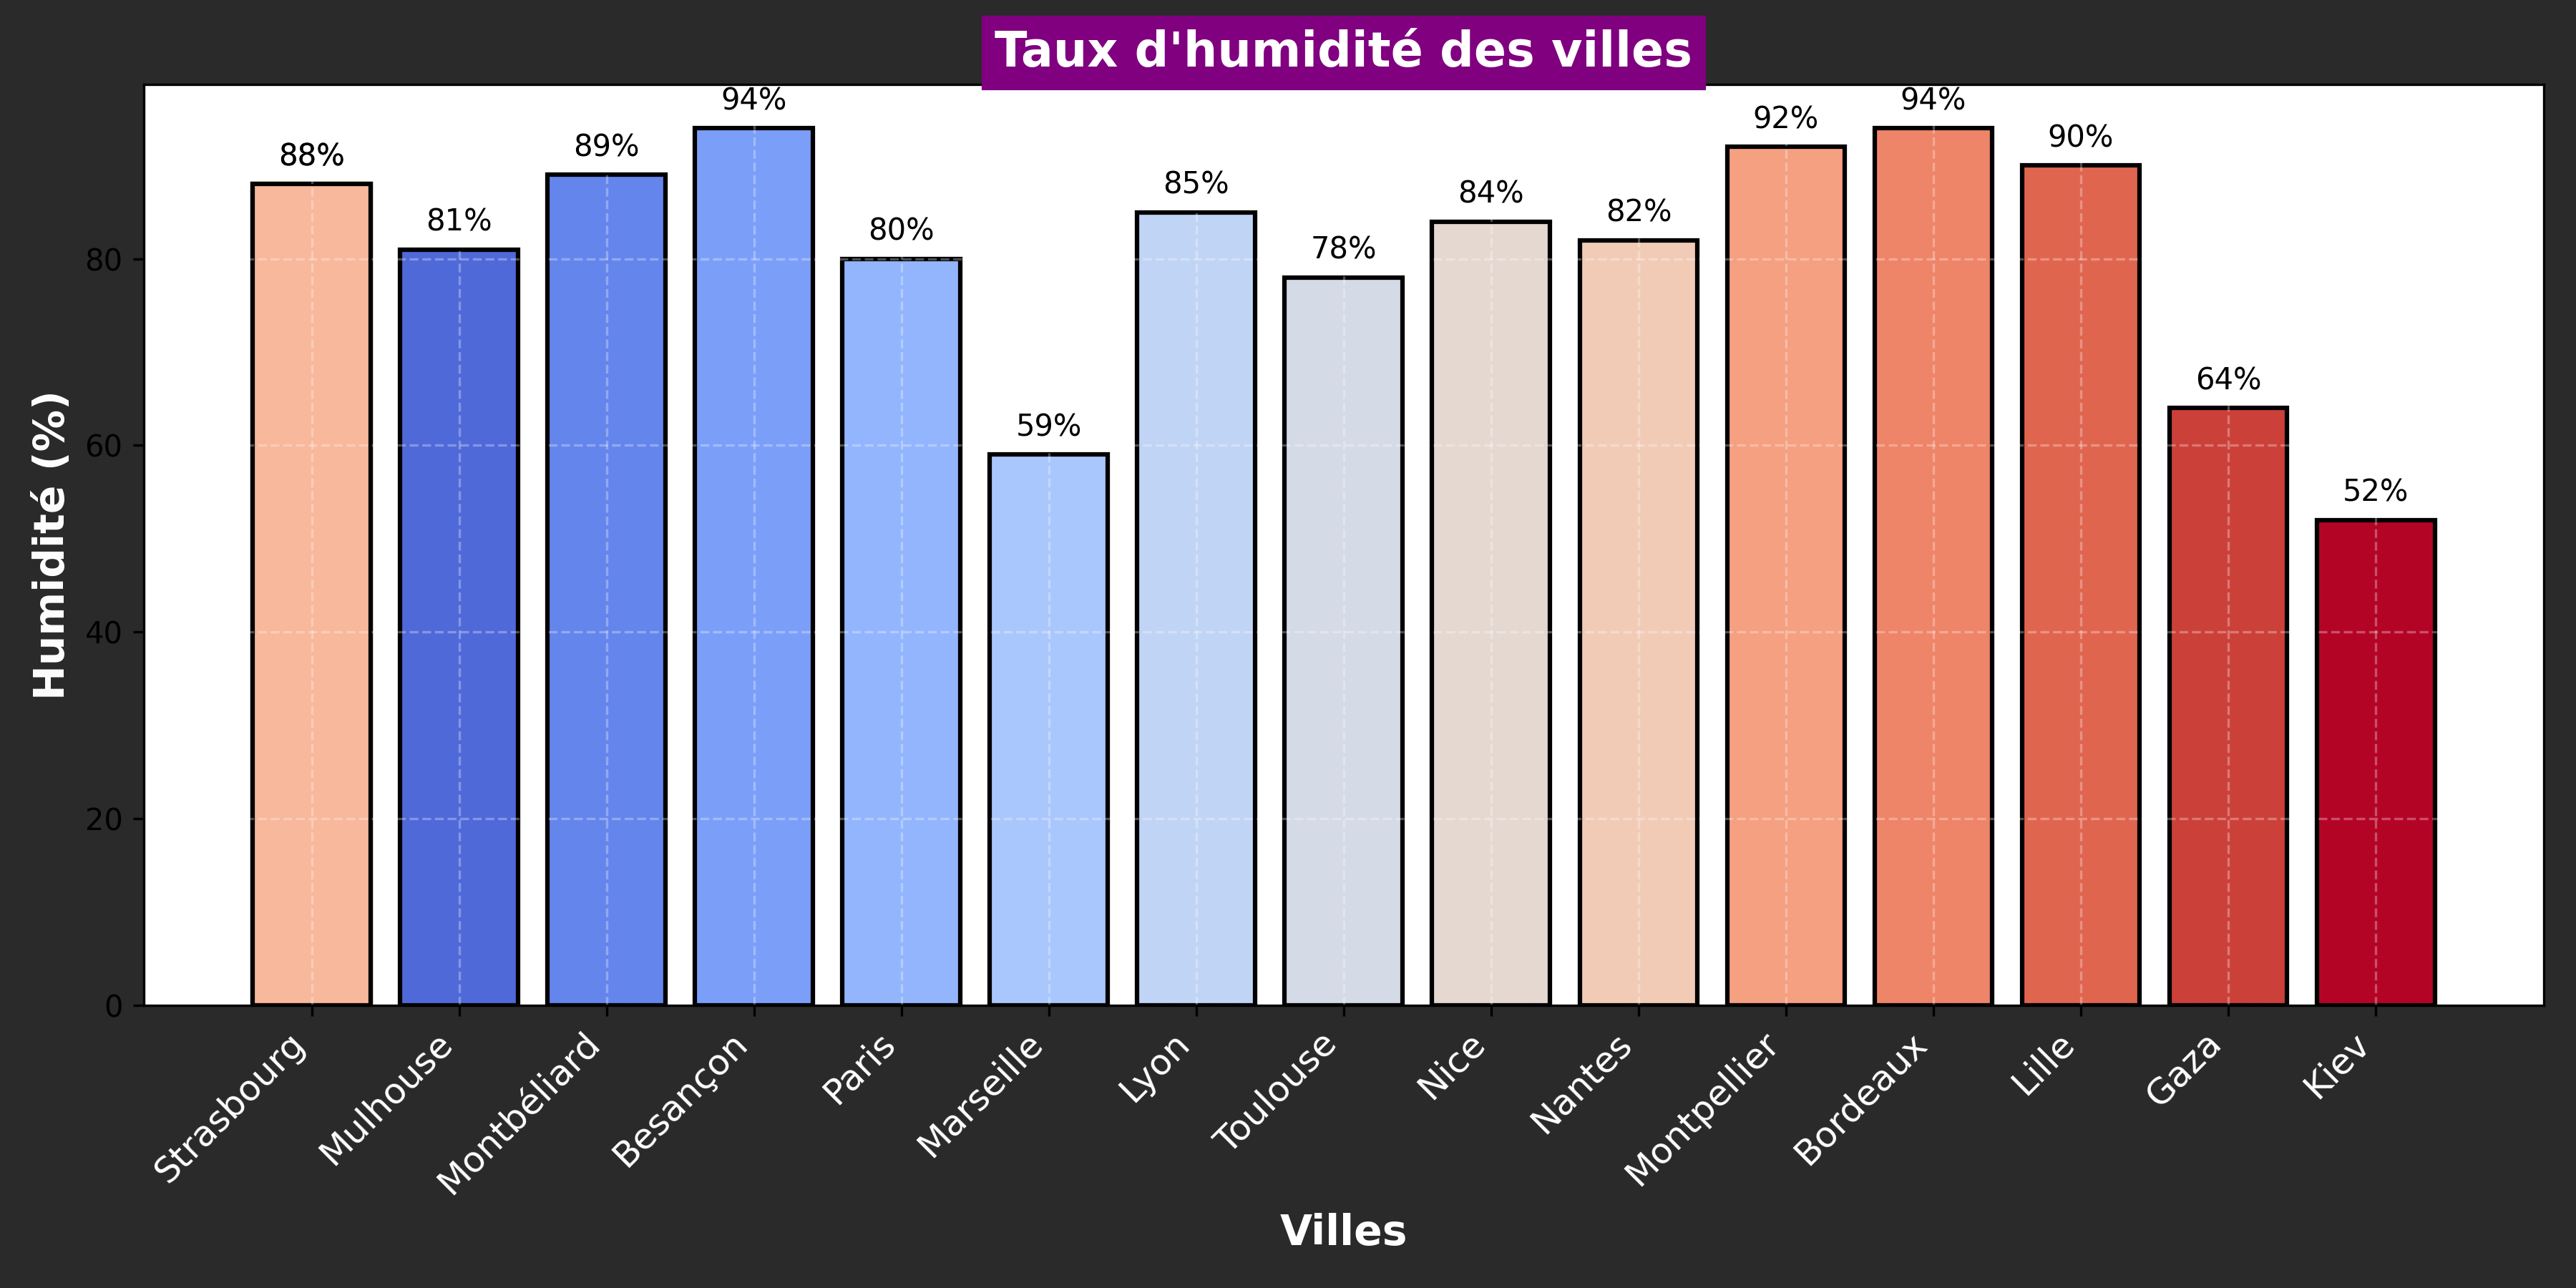 Taux d'humidité des villes
Humidité (%)
80
60
40
20
0
88%
81%
89%
94%
80%
59%
85%
78%
84%
82%
92%
94%
90%
64%
52%
Strasbourg
Mulhouse
Montbéliard
Besançon
Paris
Marseille
Lyon
Toulouse
Nice
Nantes
Montpellier
Bordeaux
Lille
Gaza
Kiev
Villes